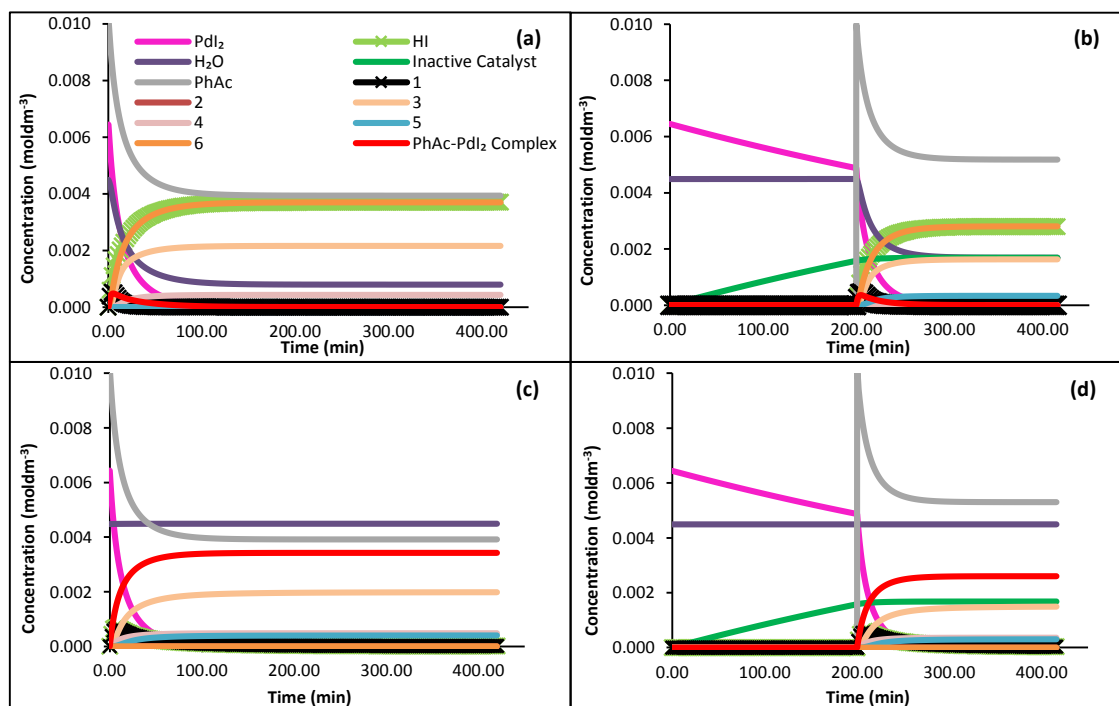 (a)
0.010
0.008
0.006
0.004
0.002
0.000
Concentration (moldm⁻³)
PdI₂ HI
H₂O Inactive Catalyst
PhAc 1
2 3
4 5
6 PhAc-PdI₂ Complex
0.00 100.00 200.00 300.00 400.00
Time (min)
(b)
0.010
0.008
0.006
0.004
0.002
0.000
Concentration (moldm⁻³)
0.00 100.00 200.00 300.00 400.00
Time (min)
(c)
0.010
0.008
0.006
0.004
0.002
0.000
Concentration (moldm⁻³)
0.00 100.00 200.00 300.00 400.00
Time (min)
(d)
0.010
0.008
0.006
0.004
0.002
0.000
Concentration (moldm⁻³)
0.00 100.00 200.00 300.00 400.00
Time (min)